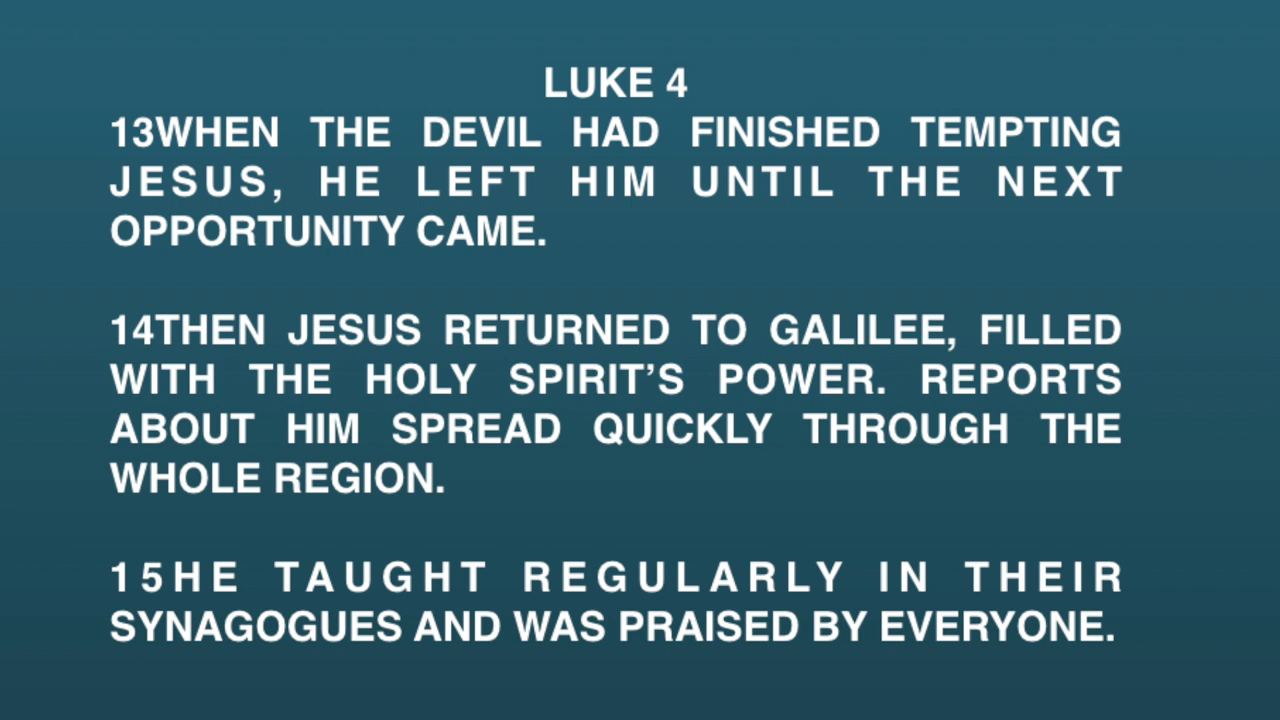 LUKE 4
13WHEN THE DEVIL HAD FINISHED TEMPTING
JESUS, HE LEFT HIM UNTIL THE NEXT
OPPORTUNITY CAME.
14THEN JESUS RETURNED TO GALILEE, FILLED
WITH THE HOLY SPIRIT’S POWER. REPORTS
ABOUT HIM SPREAD QUICKLY THROUGH THE
WHOLE REGION.
15HE TAUGHT REGULARLY IN THEIR
SYNAGOGUES AND WAS PRAISED BY EVERYONE.